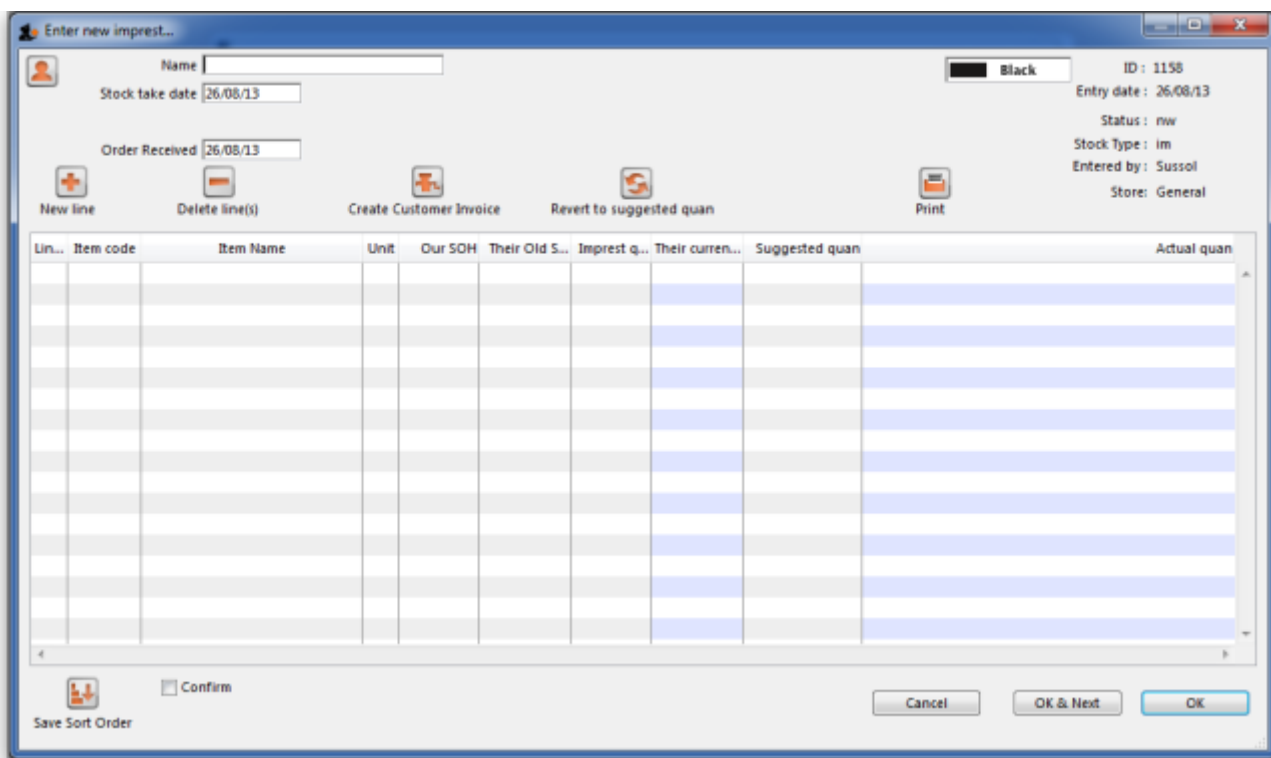 Enter new imprest...
Name
Black
ID : 1158
Stock take date 26/08/13
Entry date : 26/08/13
Status : nw
Order Received 26/08/13
Stock Type : im
Entered by : Sussol
Store: General
New line
Delete line(s)
Create Customer Invoice
Revert to suggested quan
Print
Lin... Item code Item Name Unit Our SOH Their Old S... Imprest q... Their curren... Suggested quan Actual quan
Confirm
Save Sort Order
Cancel
OK & Next
OK